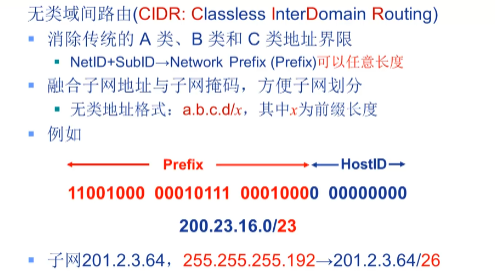 无类域间路由(CIDR: Classless InterDomain Routing)
▪ 消除传统的 A 类、B 类和 C 类地址界限
▪ NetID+SubID→Network Prefix (Prefix)可以任意长度
▪ 融合子网地址与子网掩码，方便子网划分
▪ 无类地址格式：a.b.c.d/x，其中x为前缀长度
▪ 例如
Prefix HostID
11001000 00010111 00010000 00000000
200.23.16.0/23
▪ 子网201.2.3.64，255.255.255.192→201.2.3.64/26